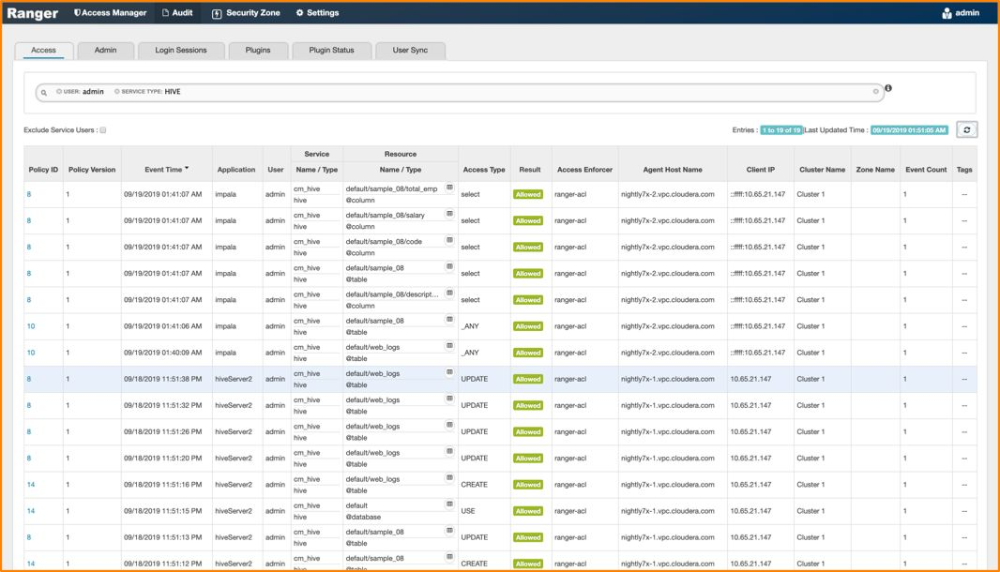 Ranger Access Manager Audit Security Zone Settings admin
Access Admin Login Sessions Plugins Plugin Status User Sync
USER: admin SERVICE TYPE: HIVE
Exclude Service Users : Entries : 1 to 19 of 19 Last Updated Time : 09/19/2019 01:51:05 AM
Service Resource
Policy ID Policy Version Event Time Application User Name / Type Name / Type Access Type Result Access Enforcer Agent Host Name Client IP Cluster Name Zone Name Event Count Tags
cm_hive default/sample_08/total_emp
8 1 09/19/2019 01:41:07 AM impala admin select Allowed ranger-acl nightly7x-2.vpc.cloudera.com ::ffff:10.65.21.147 Cluster 1 1 --
hive @column
cm_hive default/sample_08/salary
8 1 09/19/2019 01:41:07 AM impala admin select Allowed ranger-acl nightly7x-2.vpc.cloudera.com ::ffff:10.65.21.147 Cluster 1 1 --
hive @column
cm_hive default/sample_08/code
8 1 09/19/2019 01:41:07 AM impala admin select Allowed ranger-acl nightly7x-2.vpc.cloudera.com ::ffff:10.65.21.147 Cluster 1 1 --
hive @column
cm_hive default/sample_08
8 1 09/19/2019 01:41:07 AM impala admin select Allowed ranger-acl nightly7x-2.vpc.cloudera.com ::ffff:10.65.21.147 Cluster 1 1 --
hive @table
cm_hive default/sample_08/descript...
8 1 09/19/2019 01:41:07 AM impala admin select Allowed ranger-acl nightly7x-2.vpc.cloudera.com ::ffff:10.65.21.147 Cluster 1 1 --
hive @column
cm_hive default/sample_08
10 1 09/19/2019 01:41:06 AM impala admin _ANY Allowed ranger-acl nightly7x-2.vpc.cloudera.com ::ffff:10.65.21.147 Cluster 1 1 --
hive @table
cm_hive default/web_logs
10 1 09/19/2019 01:40:09 AM impala admin _ANY Allowed ranger-acl nightly7x-2.vpc.cloudera.com ::ffff:10.65.21.147 Cluster 1 1 --
hive @table
cm_hive default/web_logs
8 1 09/18/2019 11:51:38 PM hiveServer2 admin UPDATE Allowed ranger-acl nightly7x-1.vpc.cloudera.com 10.65.21.147 Cluster 1 1 --
hive @table
cm_hive default/web_logs
8 1 09/18/2019 11:51:32 PM hiveServer2 admin UPDATE Allowed ranger-acl nightly7x-1.vpc.cloudera.com 10.65.21.147 Cluster 1 1 --
hive @table
cm_hive default/web_logs
8 1 09/18/2019 11:51:26 PM hiveServer2 admin UPDATE Allowed ranger-acl nightly7x-1.vpc.cloudera.com 10.65.21.147 Cluster 1 1 --
hive @table
cm_hive default/web_logs
8 1 09/18/2019 11:51:20 PM hiveServer2 admin UPDATE Allowed ranger-acl nightly7x-1.vpc.cloudera.com 10.65.21.147 Cluster 1 1 --
hive @table
cm_hive default/web_logs
14 1 09/18/2019 11:51:16 PM hiveServer2 admin CREATE Allowed ranger-acl nightly7x-1.vpc.cloudera.com 10.65.21.147 Cluster 1 1 --
hive @table
cm_hive default
14 1 09/18/2019 11:51:15 PM hiveServer2 admin USE Allowed ranger-acl nightly7x-1.vpc.cloudera.com 10.65.21.147 Cluster 1 1 --
hive @database
cm_hive default/sample_08
8 1 09/18/2019 11:51:13 PM hiveServer2 admin UPDATE Allowed ranger-acl nightly7x-1.vpc.cloudera.com 10.65.21.147 Cluster 1 1 --
hive @table
cm_hive default/sample_08
14 1 09/18/2019 11:51:12 PM hiveServer2 admin CREATE Allowed ranger-acl nightly7x-1.vpc.cloudera.com 10.65.21.147 Cluster 1 1 --